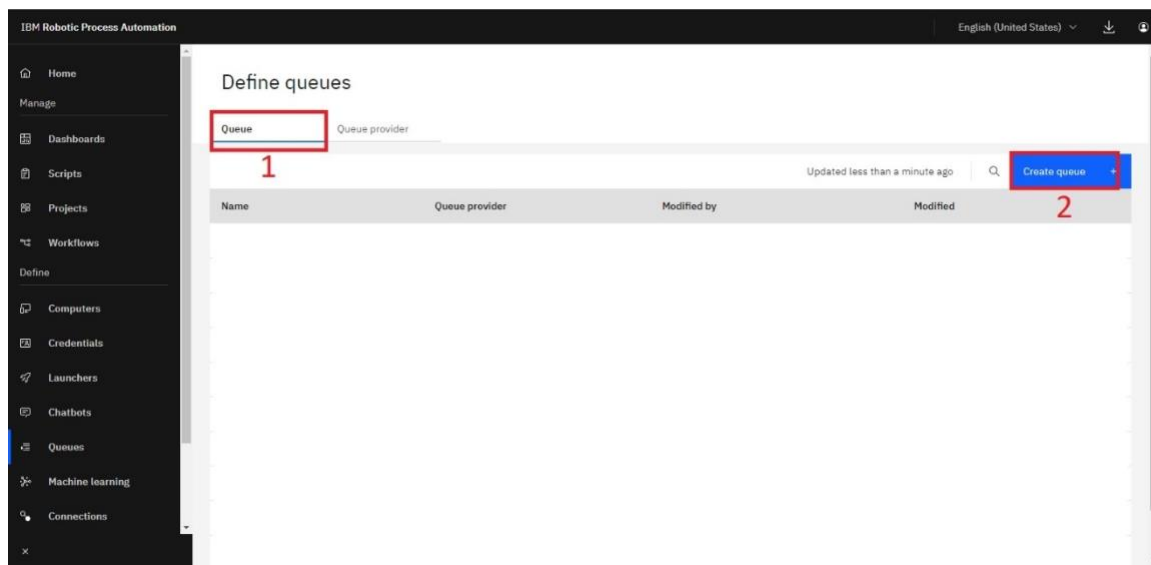 IBM Robotic Process Automation
English (United States)
Home
Manage
Dashboards
Scripts
Projects
Workflows
Define
Computers
Credentials
Launchers
Chatbots
Queues
Machine learning
Connections
×
Define queues
Queue Queue provider
1
Updated less than a minute ago Create queue +
2
Name Queue provider Modified by Modified